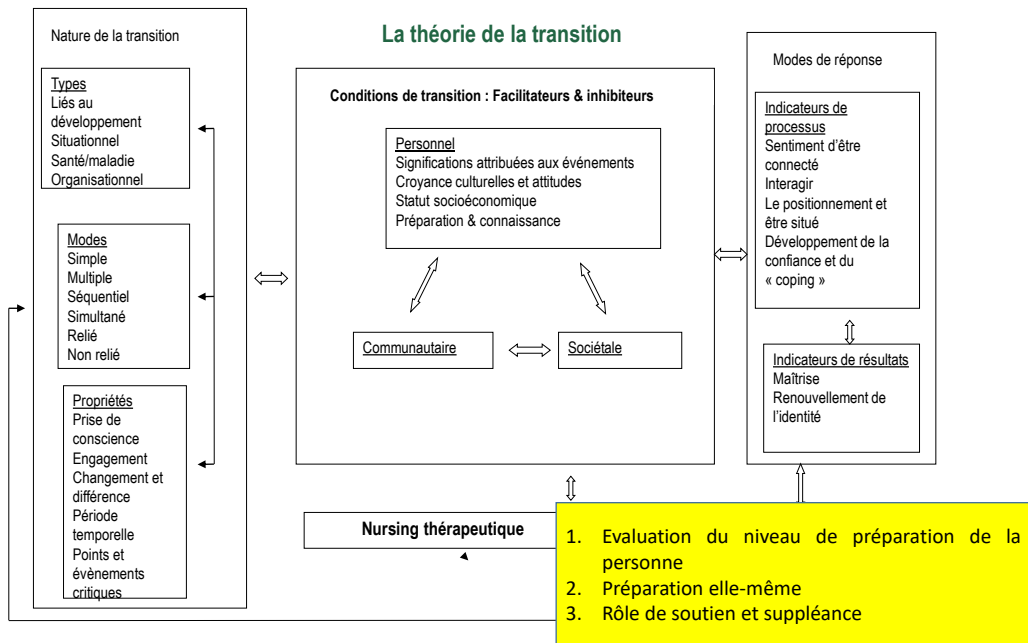 La théorie de la transition
Nature de la transition
Types
Liés au
développement
Situationnel
Santé/maladie
Organisationnel
Modes
Simple
Multiple
Séquentiel
Simultané
Relié
Non relié
Propriétés
Prise de
conscience
Engagement
Changement et
différence
Période
temporelle
Points et
évènements
critiques
Conditions de transition : Facilitateurs & inhibiteurs
Personnel
Significations attribuées aux événements
Croyance culturelles et attitudes
Statut socioéconomique
Préparation & connaissance
Communautaire
Sociétale
Modes de réponse
Indicateurs de
processus
Sentiment d’être
connecté
Interagir
Le positionnement et
être situé
Développement de la
confiance et du
« coping »
Indicateurs de résultats
Maîtrise
Renouvellement de
l’identité
Nursing thérapeutique
1. Evaluation du niveau de préparation de la
personne
2. Préparation elle-même
3. Rôle de soutien et suppléance